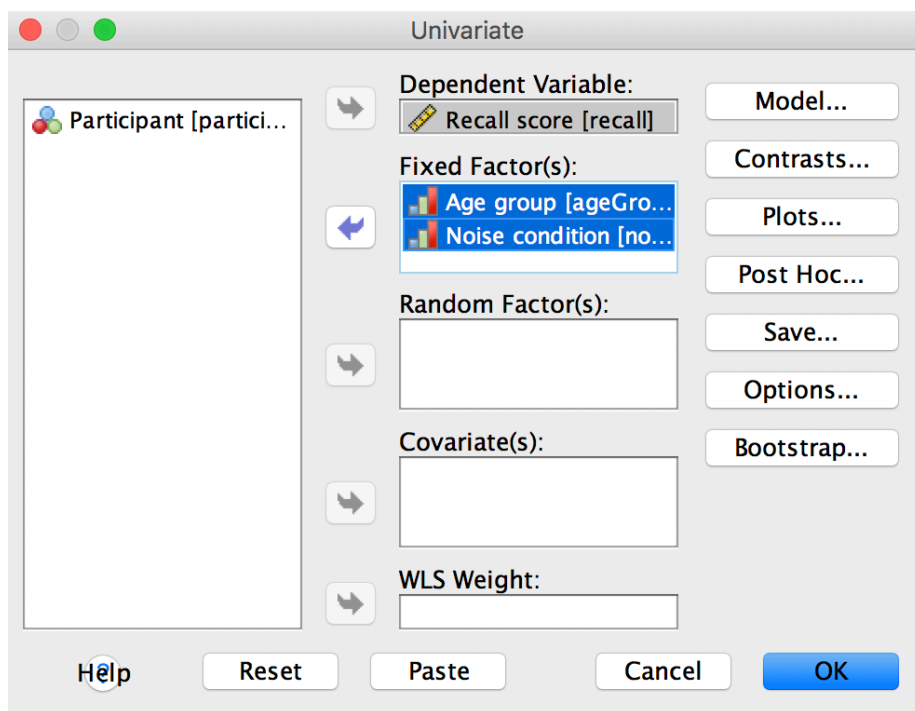 Univariate
Participant [partici...
Dependent Variable:
Recall score [recall]
Fixed Factor(s):
Age group [ageGro...
Noise condition [no...
Random Factor(s):
Covariate(s):
WLS Weight:
Model...
Contrasts...
Plots...
Post Hoc...
Save...
Options...
Bootstrap...
Help
Reset
Paste
Cancel
OK